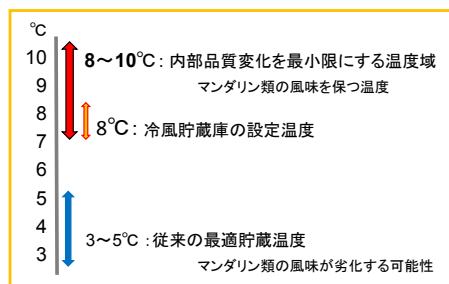 ℃
10
8～10℃：内部品質変化を最小限にする温度域
9
マンダリン類の風味を保つ温度
8
8℃：冷風貯蔵庫の設定温度
7
6
5
4
3～5℃：従来の最適貯蔵温度
3
マンダリン類の風味が劣化する可能性